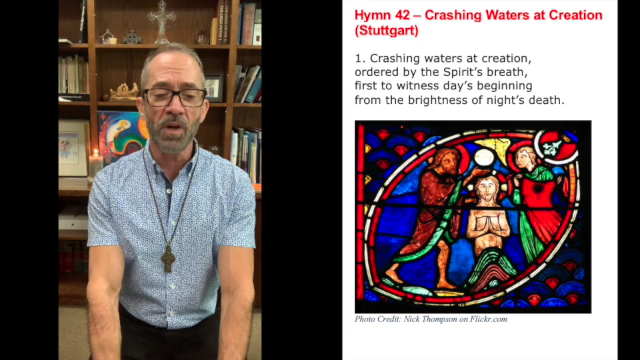 Hymn 42 – Crashing Waters at Creation
(Stuttgart)
1. Crashing waters at creation,
ordered by the Spirit's breath,
first to witness day's beginning
from the brightness of night's death.
Photo Credit: Nick Thompson on Flickr.com